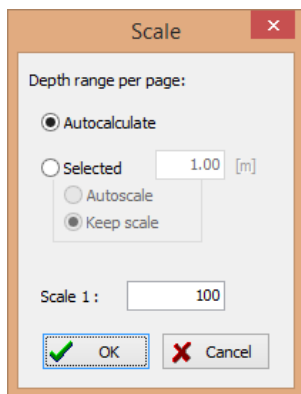 Scale
Depth range per page:
Autocalculate
Selected 1.00 [m]
Autoscale
Keep scale
Scale 1 : 100
OK Cancel